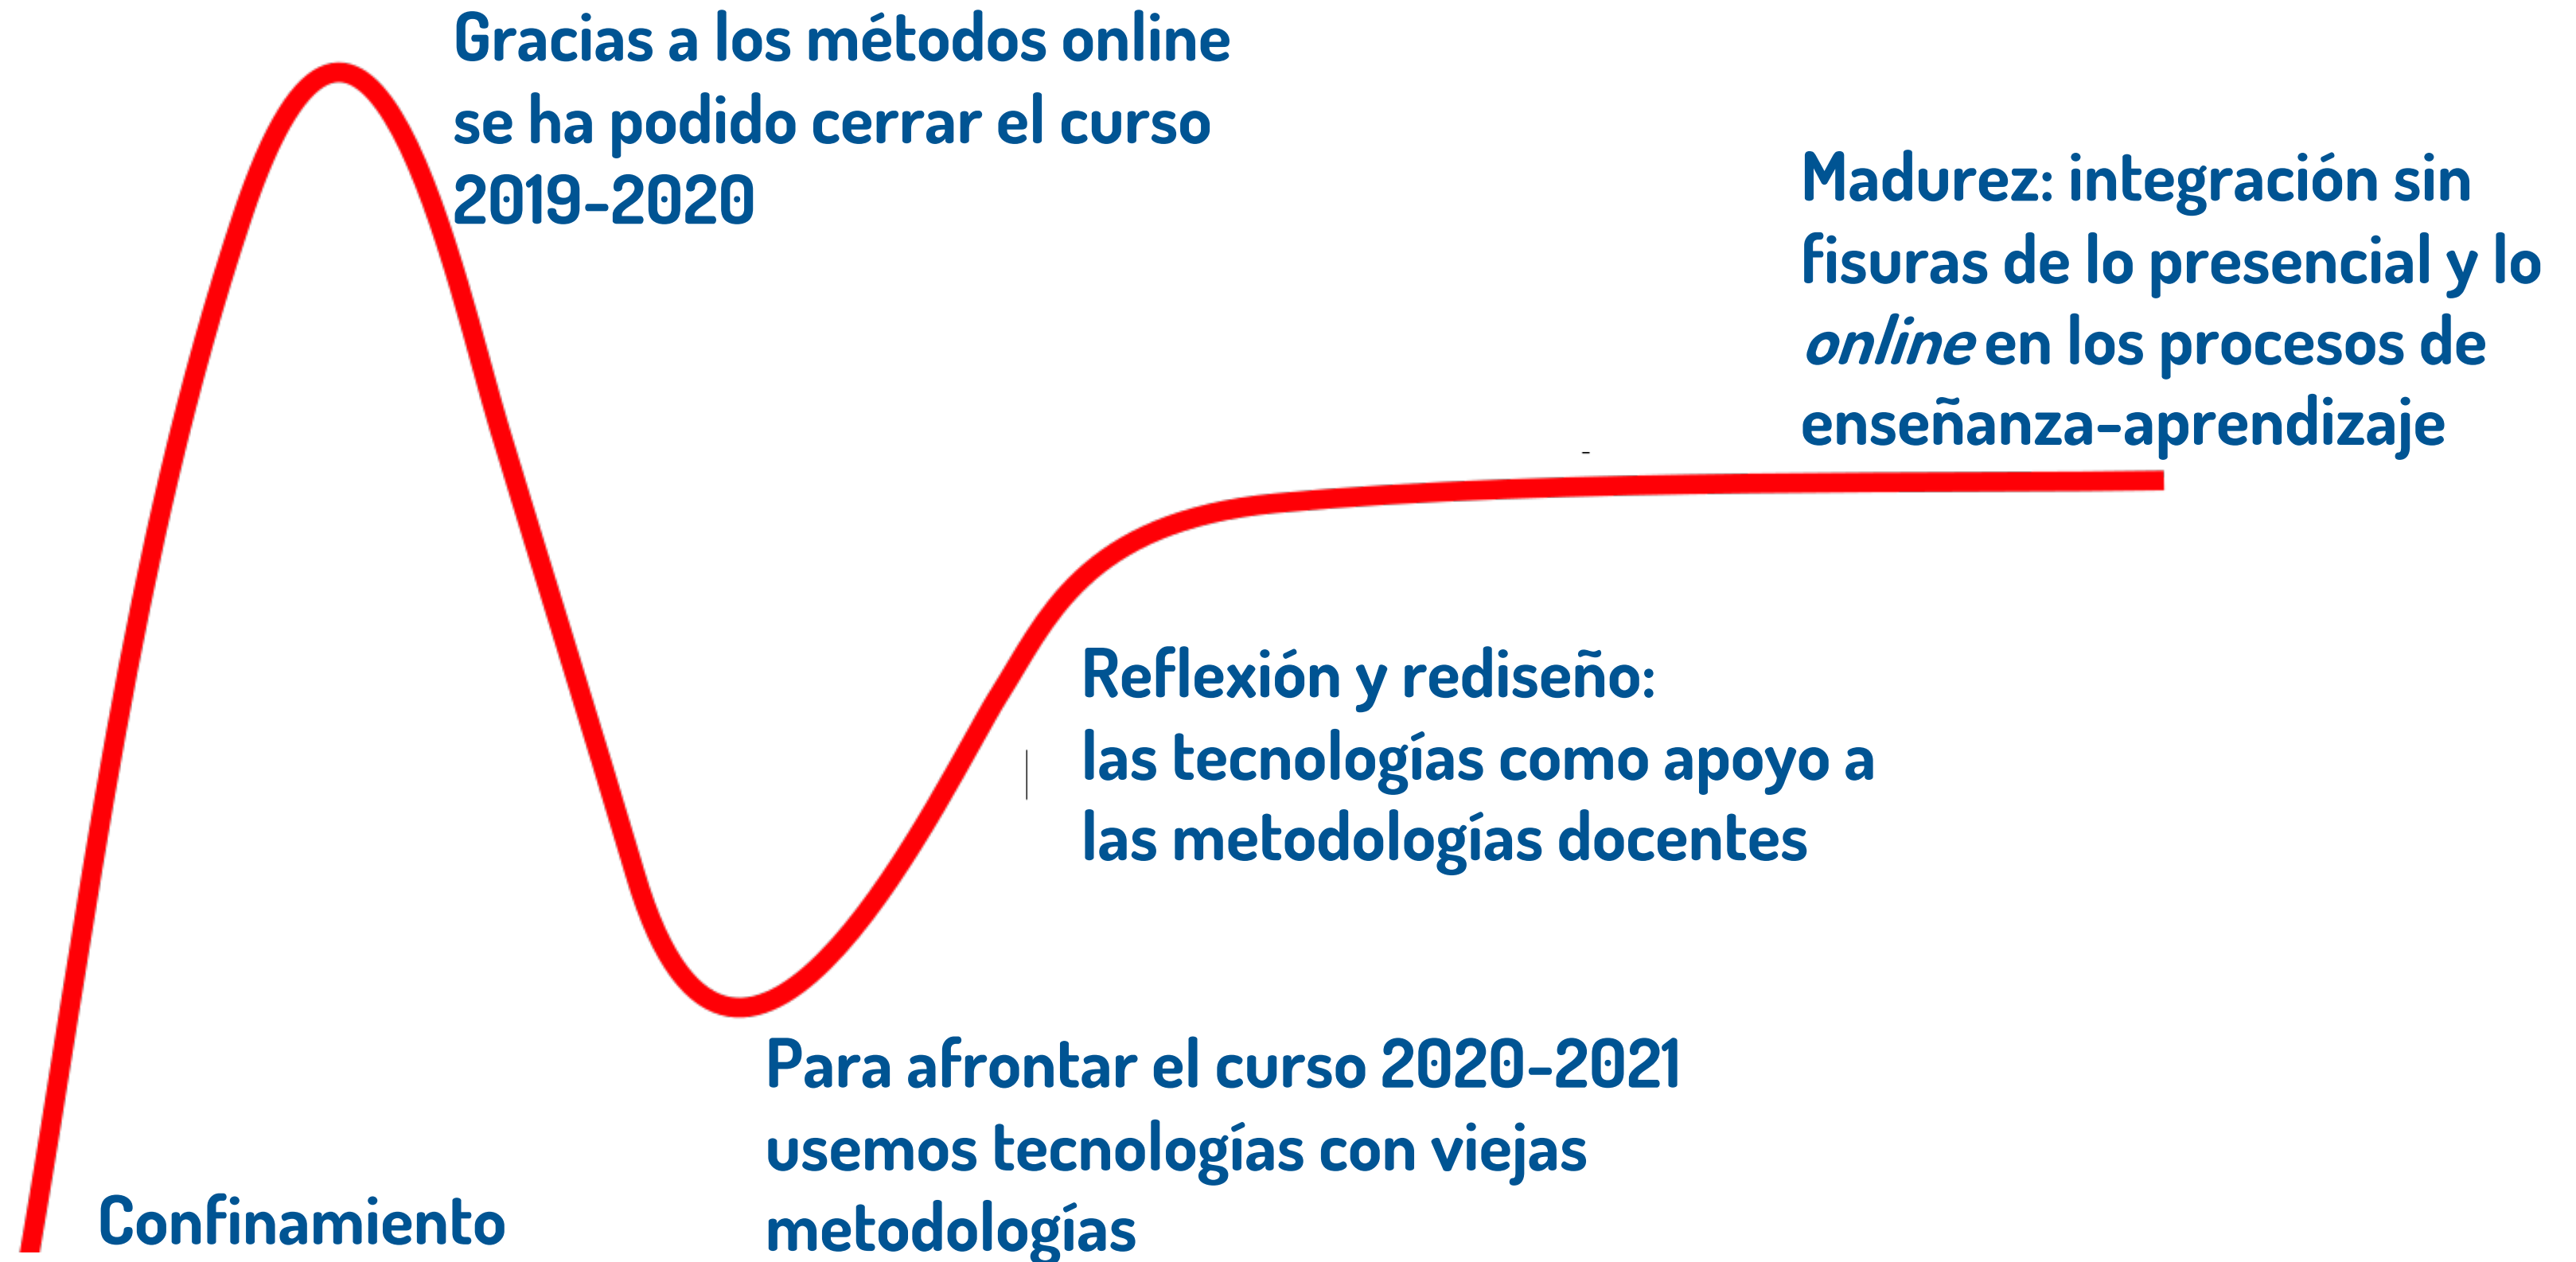 Gracias a los métodos online
se ha podido cerrar el curso
2019-2020
Madurez: integración sin
fisuras de lo presencial y lo
online en los procesos de
enseñanza-aprendizaje
Reflexión y rediseño:
las tecnologías como apoyo a
las metodologías docentes
Para afrontar el curso 2020-2021
usemos tecnologías con viejas
metodologías
Confinamiento